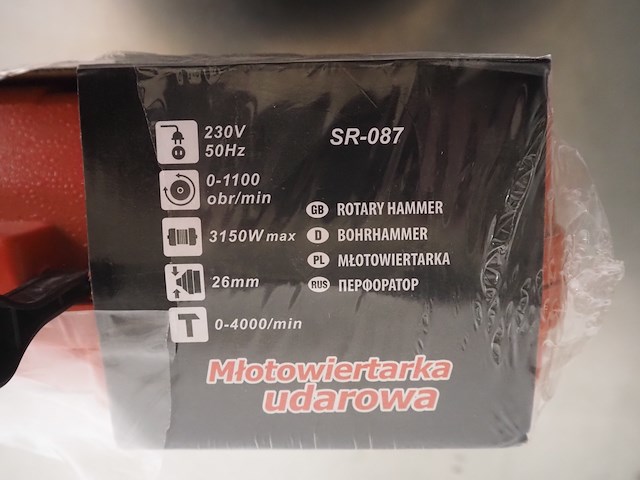 230V
50Hz
SR-087
0-1100
obr/min
3150W max
26mm
0-4000/min
GB ROTARY HAMMER
D BOHRHAMMER
PL MŁOTOWIERTARKA
RUS ПЕРФОРАТОР
Młotowiertarka
udarowa